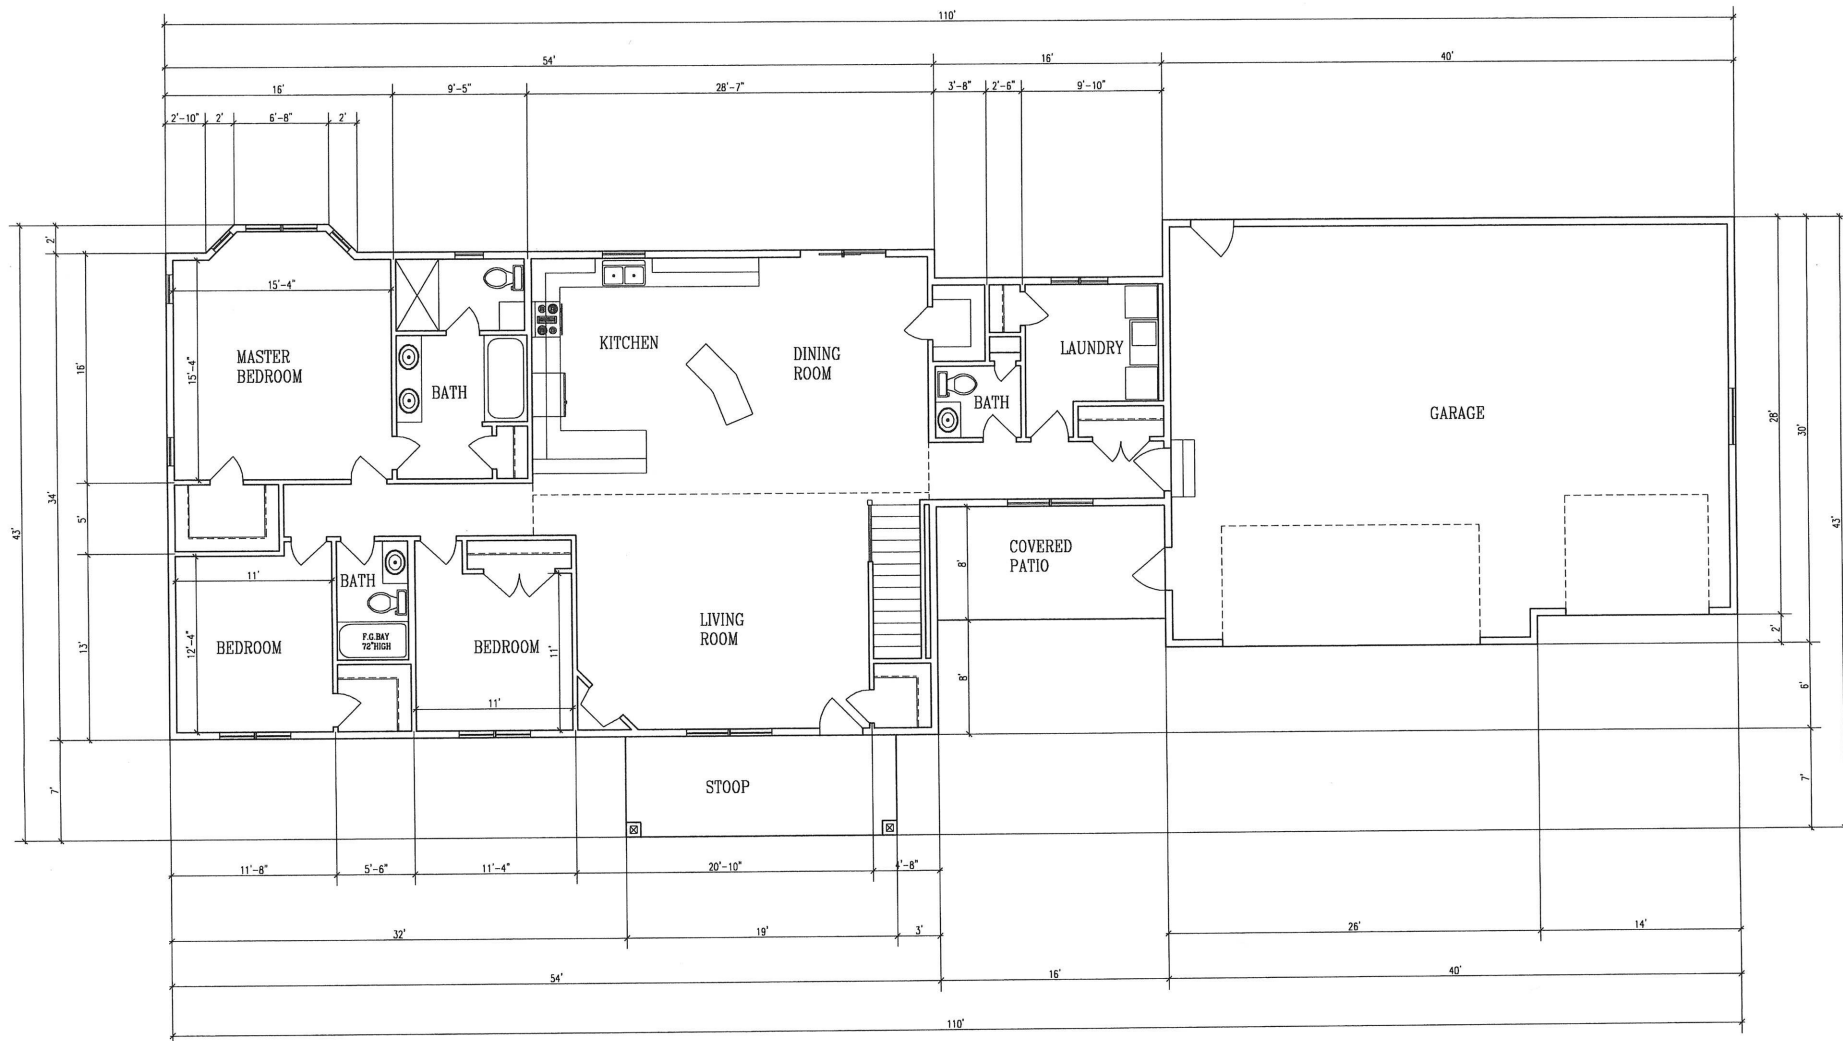 110'
54'
16'
40'
16'
9'-5"
28'-7"
3'-8"
2'-6"
9'-10"
2'-10"
2'
6'-8"
2'
2'
43'
34'
16'
5'
13'
7'
15'-4"
15'-4"
MASTER
BEDROOM
BATH
KITCHEN
DINING
ROOM
BATH
LAUNDRY
GARAGE
28'
30'
43'
2'
6'
7'
COVERED
PATIO
8'
8'
11'
12'-4"
BEDROOM
BATH
F.G.BAY
72"HIGH
BEDROOM
11'
11'
LIVING
ROOM
STOOP
11'-8"
5'-6"
11'-4"
20'-10"
4'-8"
32'
19'
3'
26'
14'
54'
16'
40'
110'